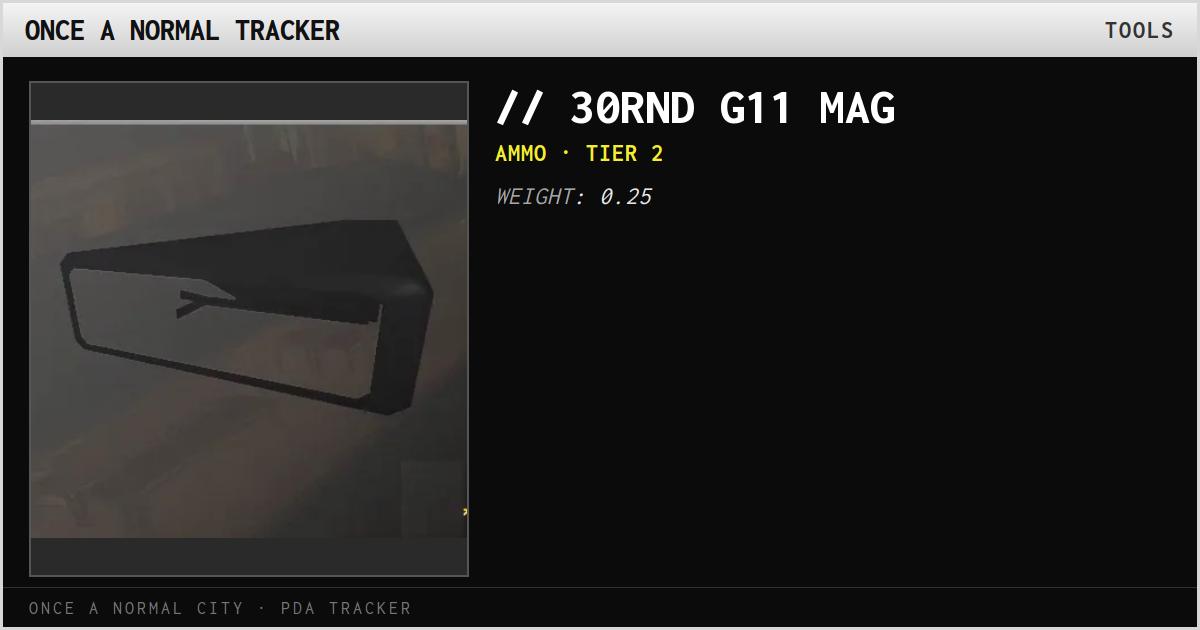 ONCE A NORMAL TRACKER
TOOLS
// 30RND G11 MAG
AMMO · TIER 2
WEIGHT: 0.25
ONCE A NORMAL CITY · PDA TRACKER